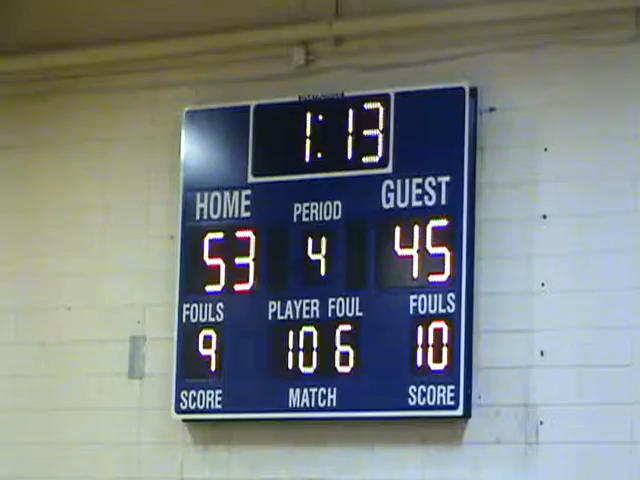 1:13
HOME PERIOD GUEST
53 4 45
FOULS PLAYER FOUL FOULS
9 10 6 10
SCORE MATCH SCORE